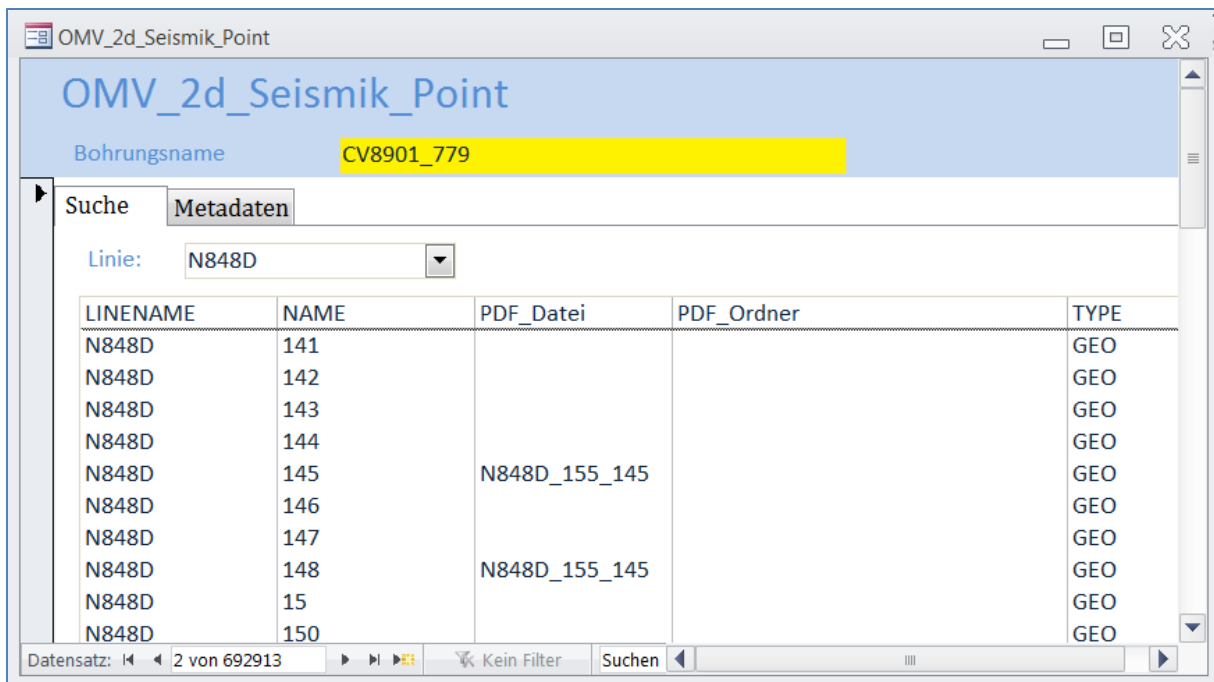 OMV_2d_Seismik_Point
OMV_2d_Seismik_Point
Bohrungsname CV8901_779
Suche Metadaten
Linie: N848D
LINENAME NAME PDF_Datei PDF_Ordner TYPE
N848D 141 GEO
N848D 142 GEO
N848D 143 GEO
N848D 144 GEO
N848D 145 N848D_155_145 GEO
N848D 146 GEO
N848D 147 GEO
N848D 148 N848D_155_145 GEO
N848D 15 GEO
N848D 150 GEO
Datensatz: 2 von 692913 Kein Filter Suchen